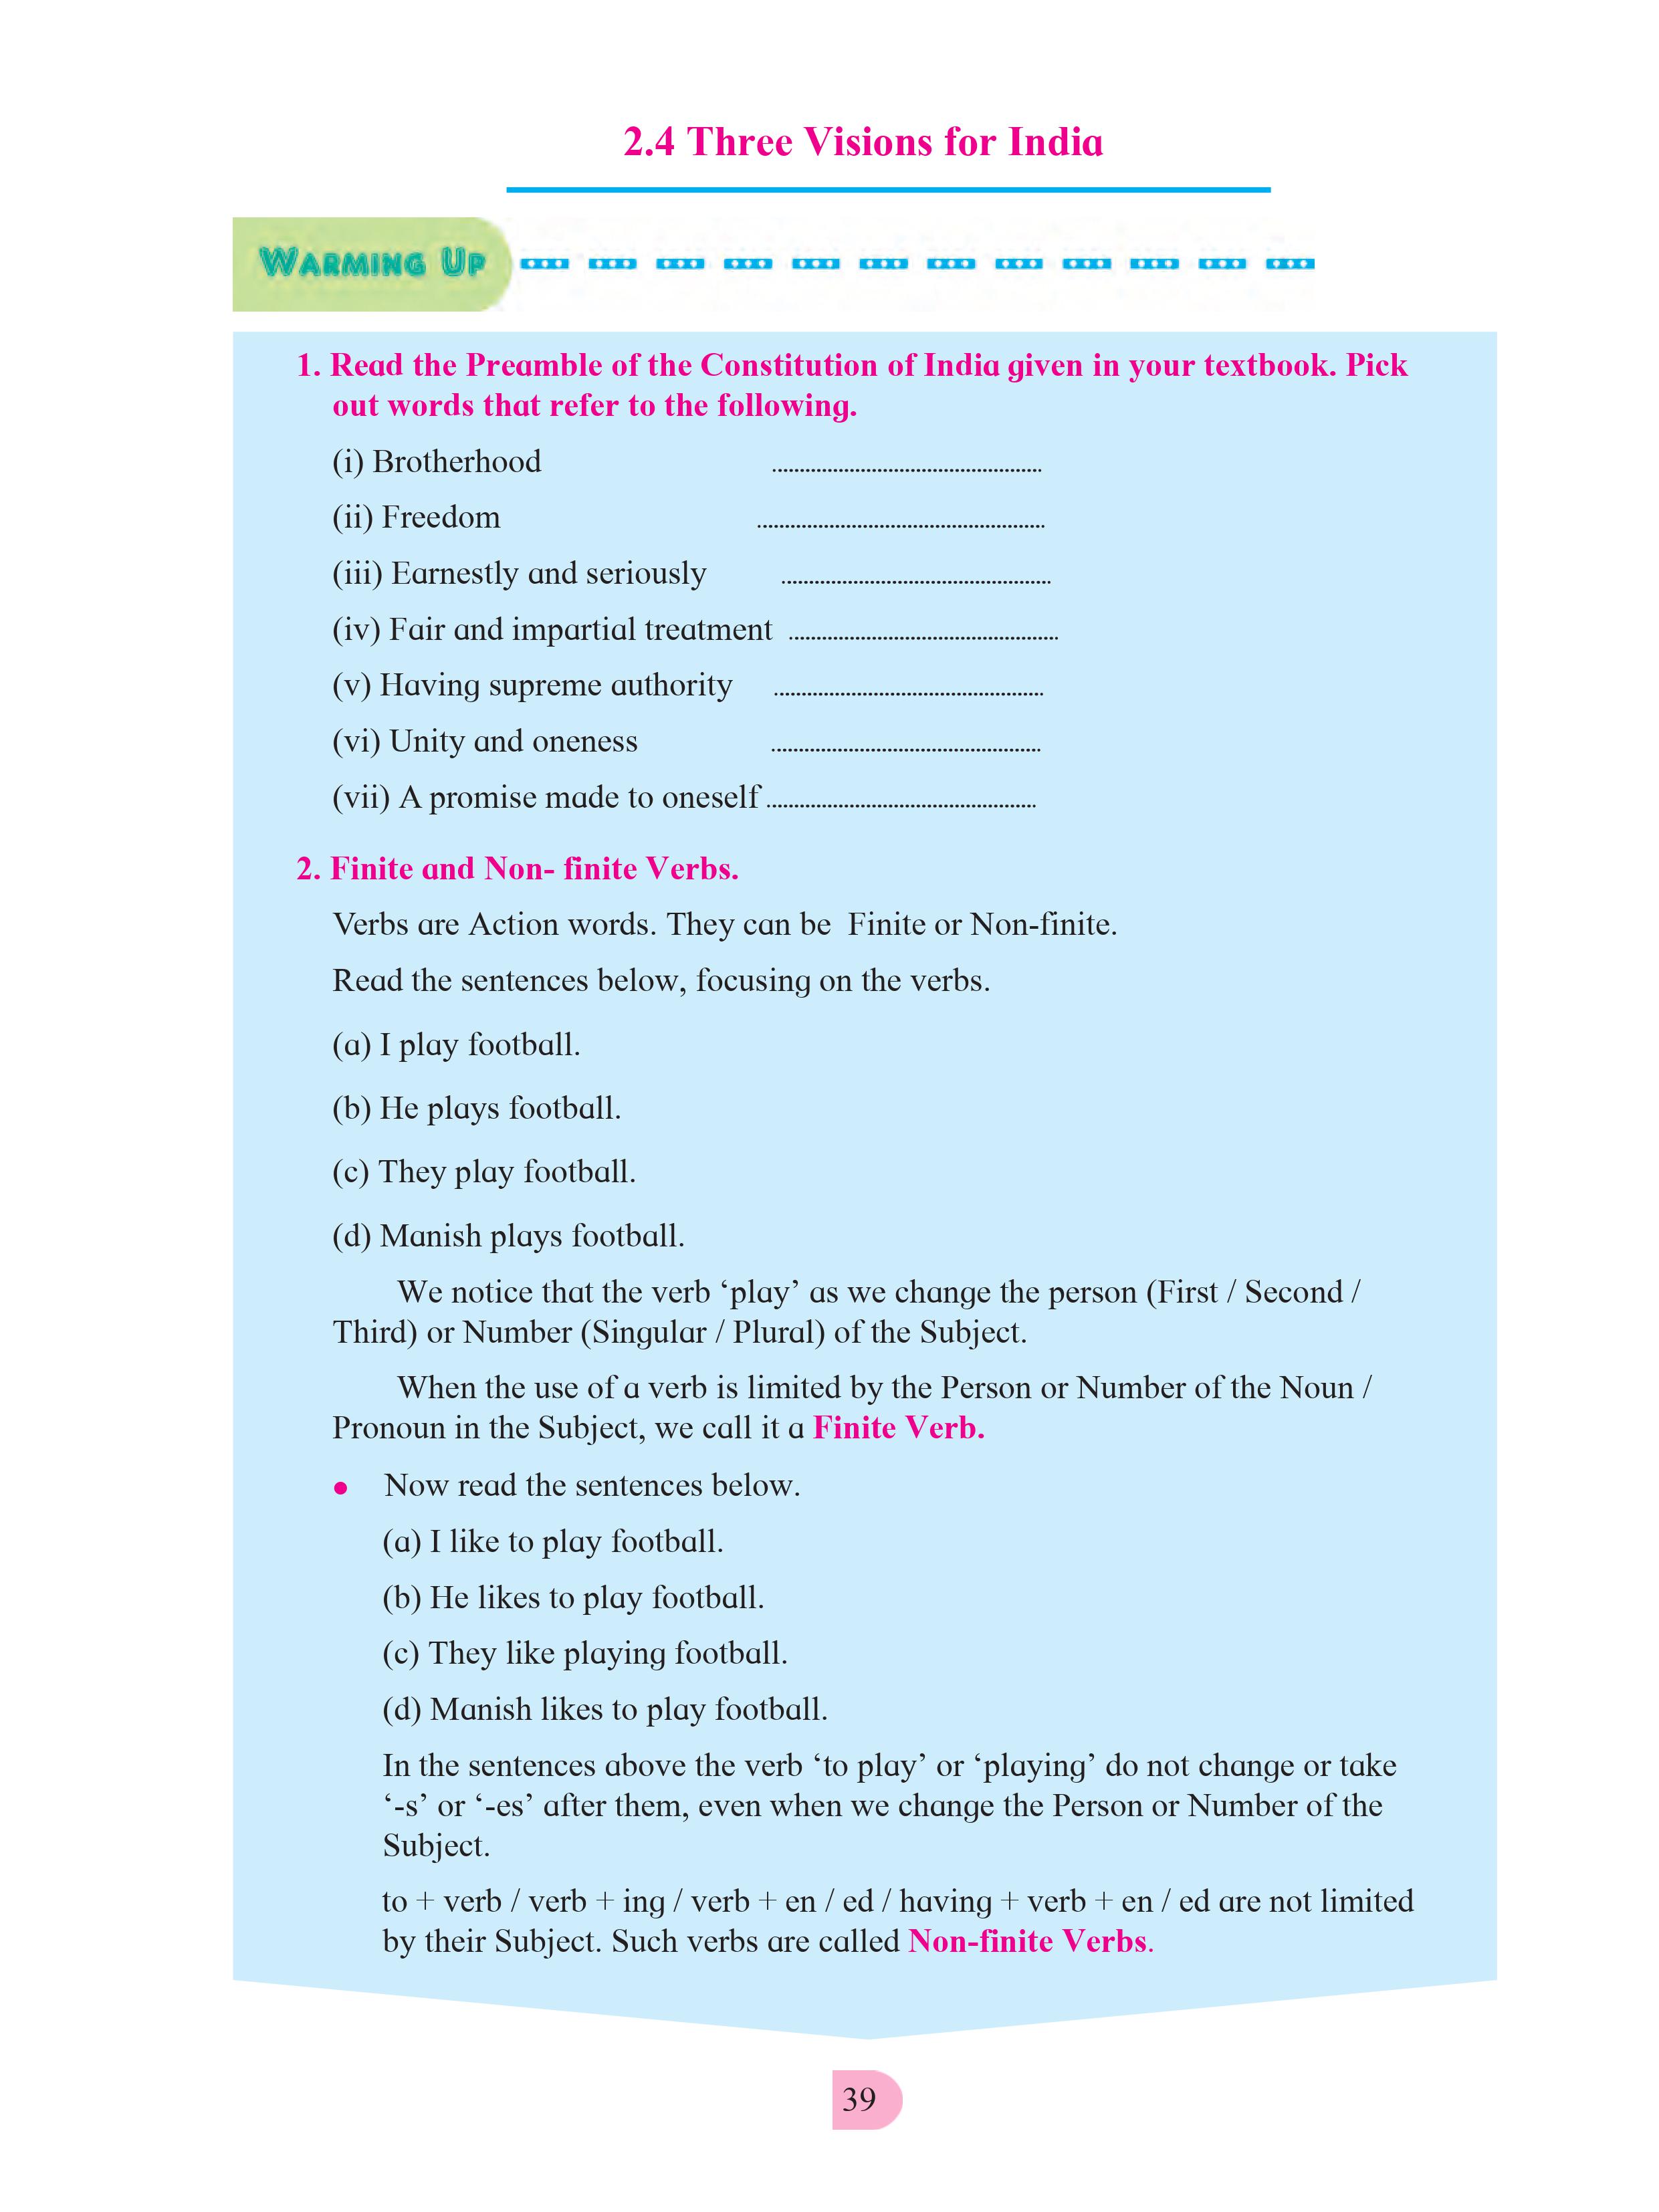 2.4 Three Visions for India
WARMING UP
1. Read the Preamble of the Constitution of India given in your textbook. Pick
out words that refer to the following.
(i) Brotherhood .................................................
(ii) Freedom ....................................................
(iii) Earnestly and seriously .................................................
(iv) Fair and impartial treatment .................................................
(v) Having supreme authority .................................................
(vi) Unity and oneness .................................................
(vii) A promise made to oneself .................................................
2. Finite and Non- finite Verbs.
Verbs are Action words. They can be Finite or Non-finite.
Read the sentences below, focusing on the verbs.
(a) I play football.
(b) He plays football.
(c) They play football.
(d) Manish plays football.
We notice that the verb ‘play’ as we change the person (First / Second /
Third) or Number (Singular / Plural) of the Subject.
When the use of a verb is limited by the Person or Number of the Noun /
Pronoun in the Subject, we call it a Finite Verb.
• Now read the sentences below.
(a) I like to play football.
(b) He likes to play football.
(c) They like playing football.
(d) Manish likes to play football.
In the sentences above the verb ‘to play’ or ‘playing’ do not change or take
‘-s’ or ‘-es’ after them, even when we change the Person or Number of the
Subject.
to + verb / verb + ing / verb + en / ed / having + verb + en / ed are not limited
by their Subject. Such verbs are called Non-finite Verbs.
39